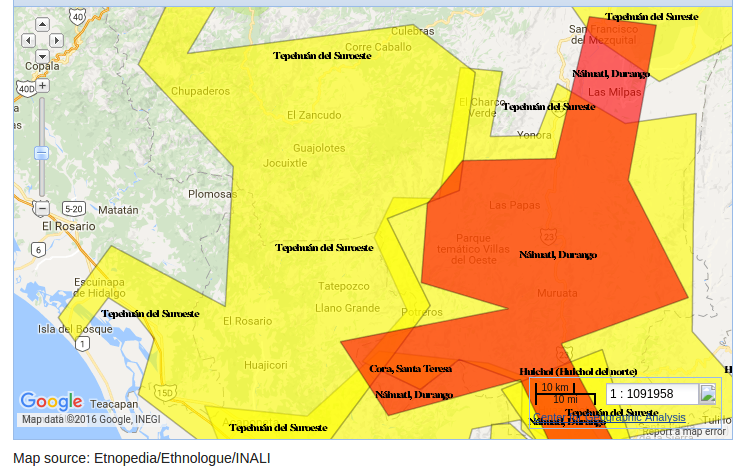 40
Culebras
Tepehuán del Sureste
San Francisco
del Mezquital
Corre Caballo
Tepehuán del Suroeste
Copala
Náhuatl, Durango
40D
Chupaderos
Las Milpas
El Charco
Verde
Tepehuán del Sureste
a
as
El Zancudo
Yonora
Guajolotes
Jocuixtle
Plomosas
5-20
Matatán
Las Papas
El Rosario
6
Parque
temático Villas
del Oeste
23
Tepehuán del Suroeste
Náhuatl, Durango
Escuinapa
de Hidalgo
Tatepozco
Muruata
Tepehuán del Suroeste
Llano Grande
Potreros
El Rosario
Isla del Bosque
1
Huajicori
Cora, Santa Teresa
Huichol (Huichol del norte)
H
23
15D
Náhuatl, Durango
10 km
10 mi
1 : 1091958
Google
Teacapan
Tepehuán del Sureste
Center for Geographic Analysis
Náhuatl, Durango
Map data ©2016 Google, INEGI
Tepehuán del Suroeste
Report a map error
Map source: Etnopedia/Ethnologue/INALI